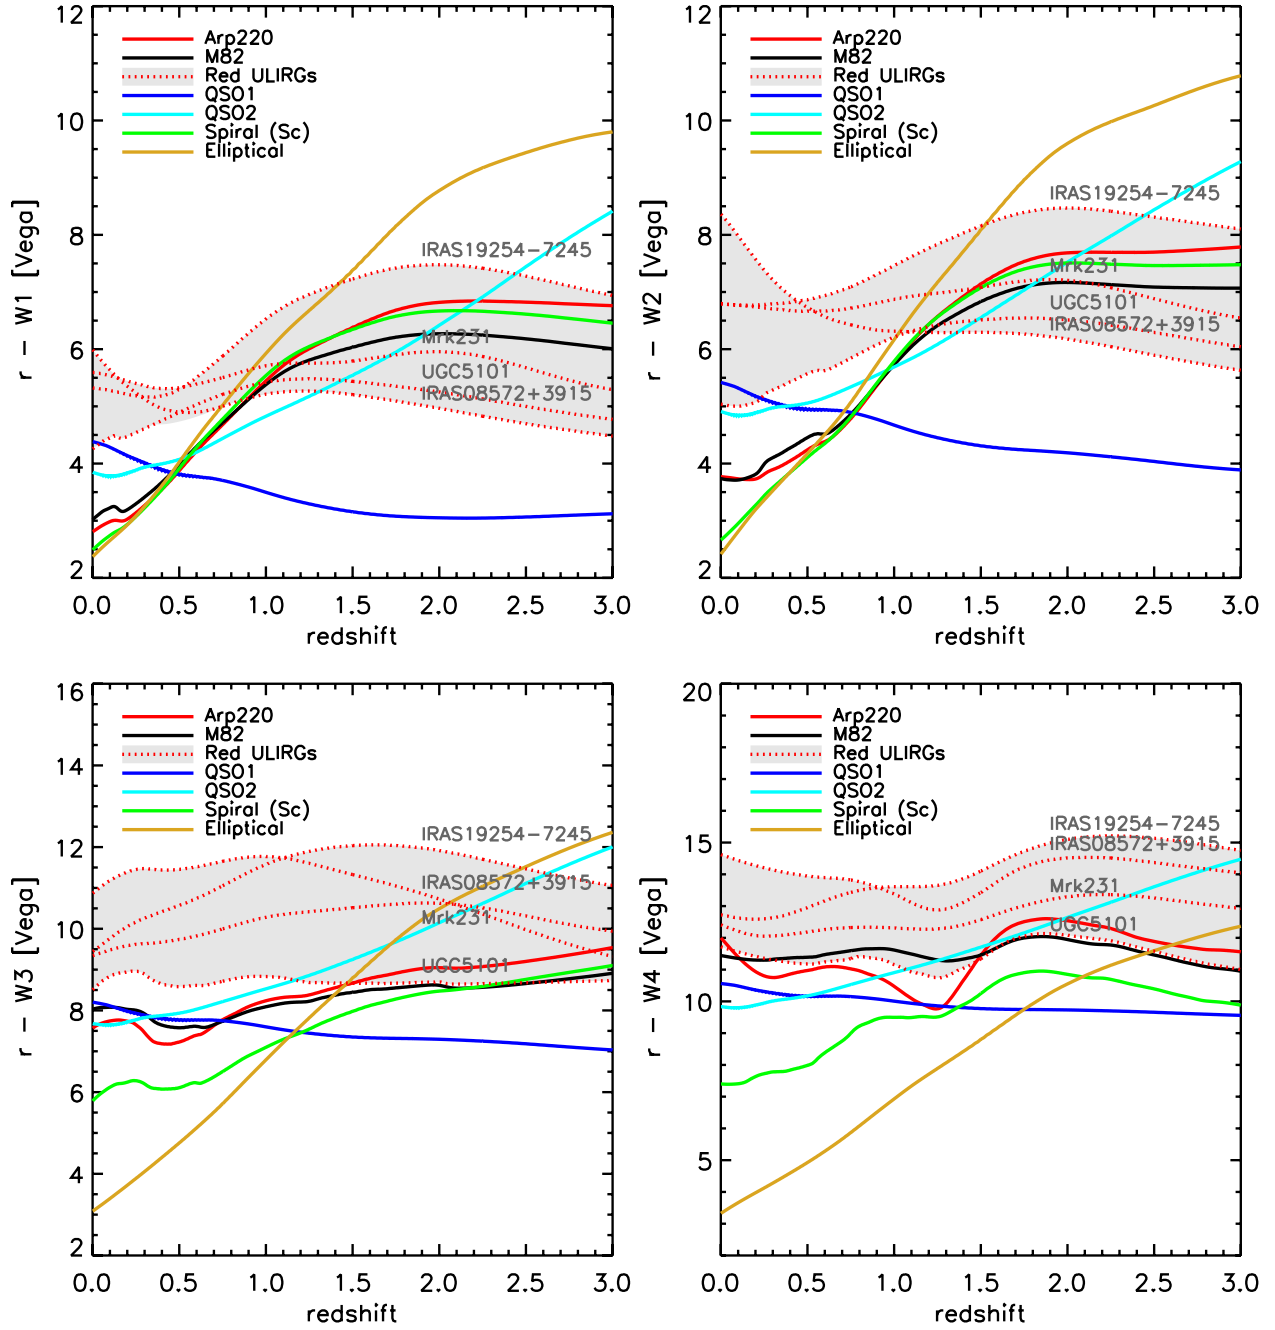 12
10
8
6
4
2
r - W1 [Vega]
Arp220
M82
Red ULIRGs
QSO1
QSO2
Spiral (Sc)
Elliptical
IRAS19254-7245
Mrk231
UGC5101
IRAS08572+3915
0.0 0.5 1.0 1.5 2.0 2.5 3.0
redshift
12
10
8
6
4
2
r - W2 [Vega]
Arp220
M82
Red ULIRGs
QSO1
QSO2
Spiral (Sc)
Elliptical
IRAS19254-7245
Mrk231
UGC5101
IRAS08572+3915
0.0 0.5 1.0 1.5 2.0 2.5 3.0
redshift
16
14
12
10
8
6
4
2
r - W3 [Vega]
Arp220
M82
Red ULIRGs
QSO1
QSO2
Spiral (Sc)
Elliptical
IRAS19254-7245
IRAS08572+3915
Mrk231
UGC5101
0.0 0.5 1.0 1.5 2.0 2.5 3.0
redshift
20
15
10
5
r - W4 [Vega]
Arp220
M82
Red ULIRGs
QSO1
QSO2
Spiral (Sc)
Elliptical
IRAS19254-7245
IRAS08572+3915
Mrk231
UGC5101
0.0 0.5 1.0 1.5 2.0 2.5 3.0
redshift